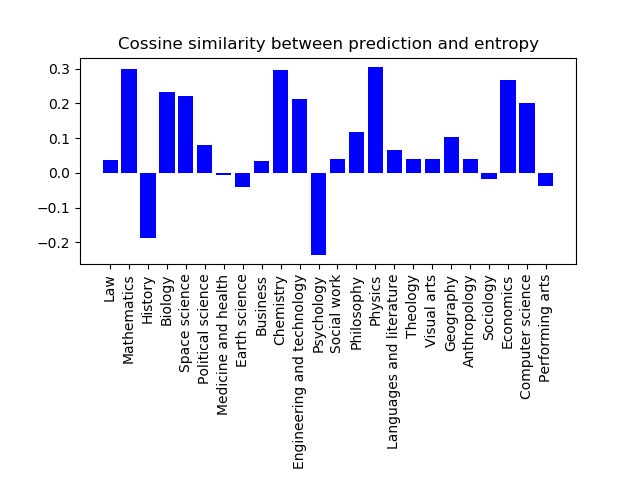 Cossine similarity between prediction and entropy
0.3
0.2
0.1
0.0
−0.1
−0.2
Law
Mathematics
History
Biology
Space science
Political science
Medicine and health
Earth science
Business
Chemistry
Engineering and technology
Psychology
Social work
Philosophy
Physics
Languages and literature
Theology
Visual arts
Geography
Anthropology
Sociology
Economics
Computer science
Performing arts